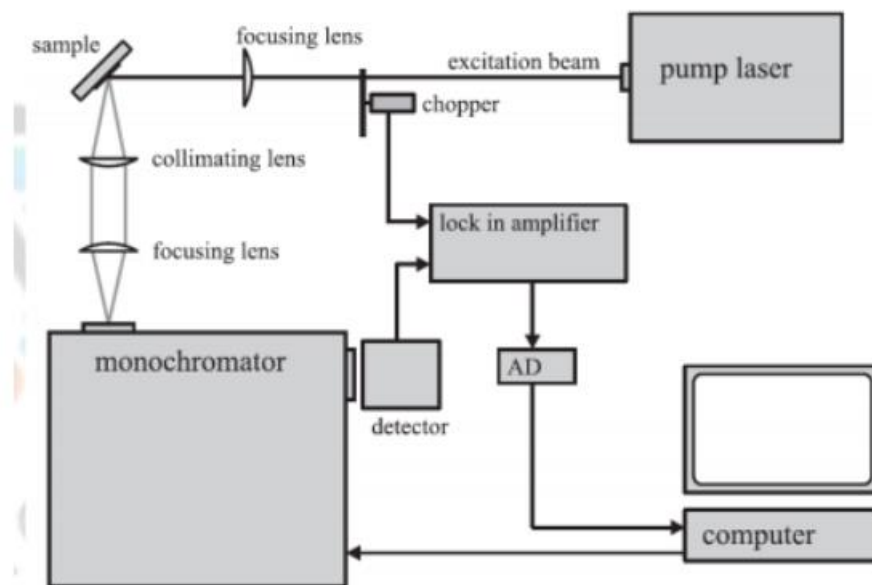 sample
focusing lens
excitation beam
pump laser
chopper
collimating lens
lock in amplifier
focusing lens
monochromator
AD
detector
computer